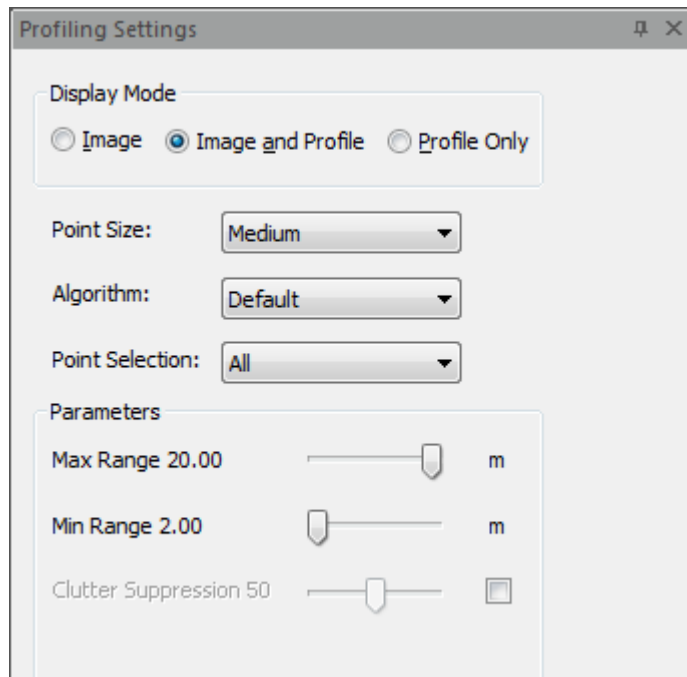 Profiling Settings
Display Mode
Image Image and Profile Profile Only
Point Size: Medium
Algorithm: Default
Point Selection: All
Parameters
Max Range 20.00 m
Min Range 2.00 m
Clutter Suppression 50